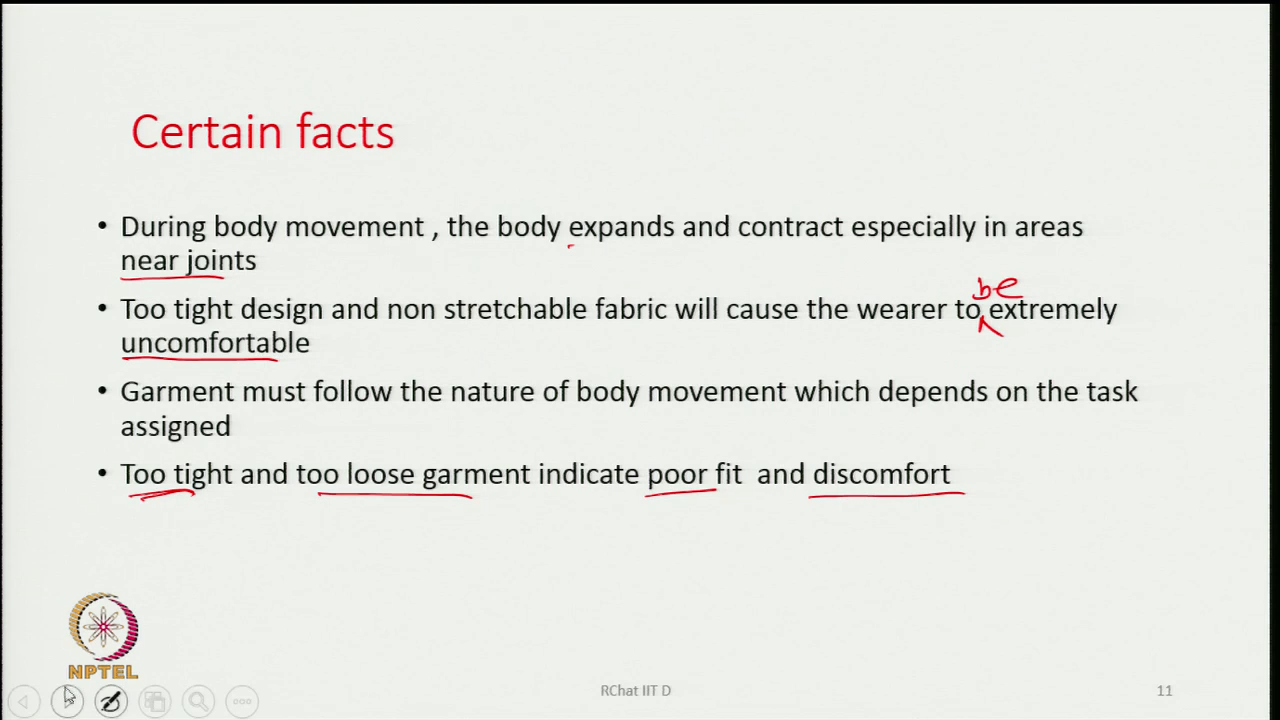 Certain facts
• During body movement , the body expands and contract especially in areas
near joints
be
• Too tight design and non stretchable fabric will cause the wearer to extremely
uncomfortable
• Garment must follow the nature of body movement which depends on the task
assigned
• Too tight and too loose garment indicate poor fit and discomfort
NPTEL
RChat IIT D
11